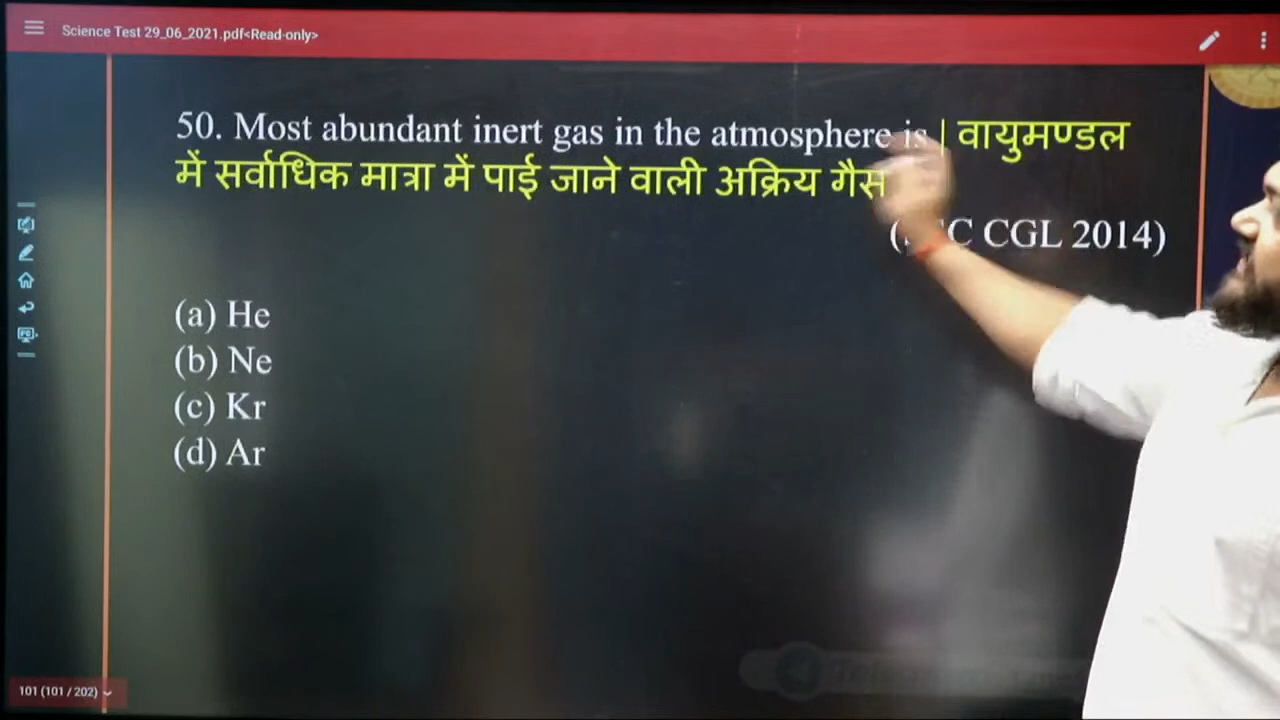 Science Test 29_06_2021.pdf<Read-only>
50. Most abundant inert gas in the atmosphere is | वायुमण्डल
में सर्वाधिक मात्रा में पाई जाने वाली अक्रिय गैस
CGL 2014)
(a) He
(b) Ne
(c) Kr
(d) Ar
101 (101 / 202)